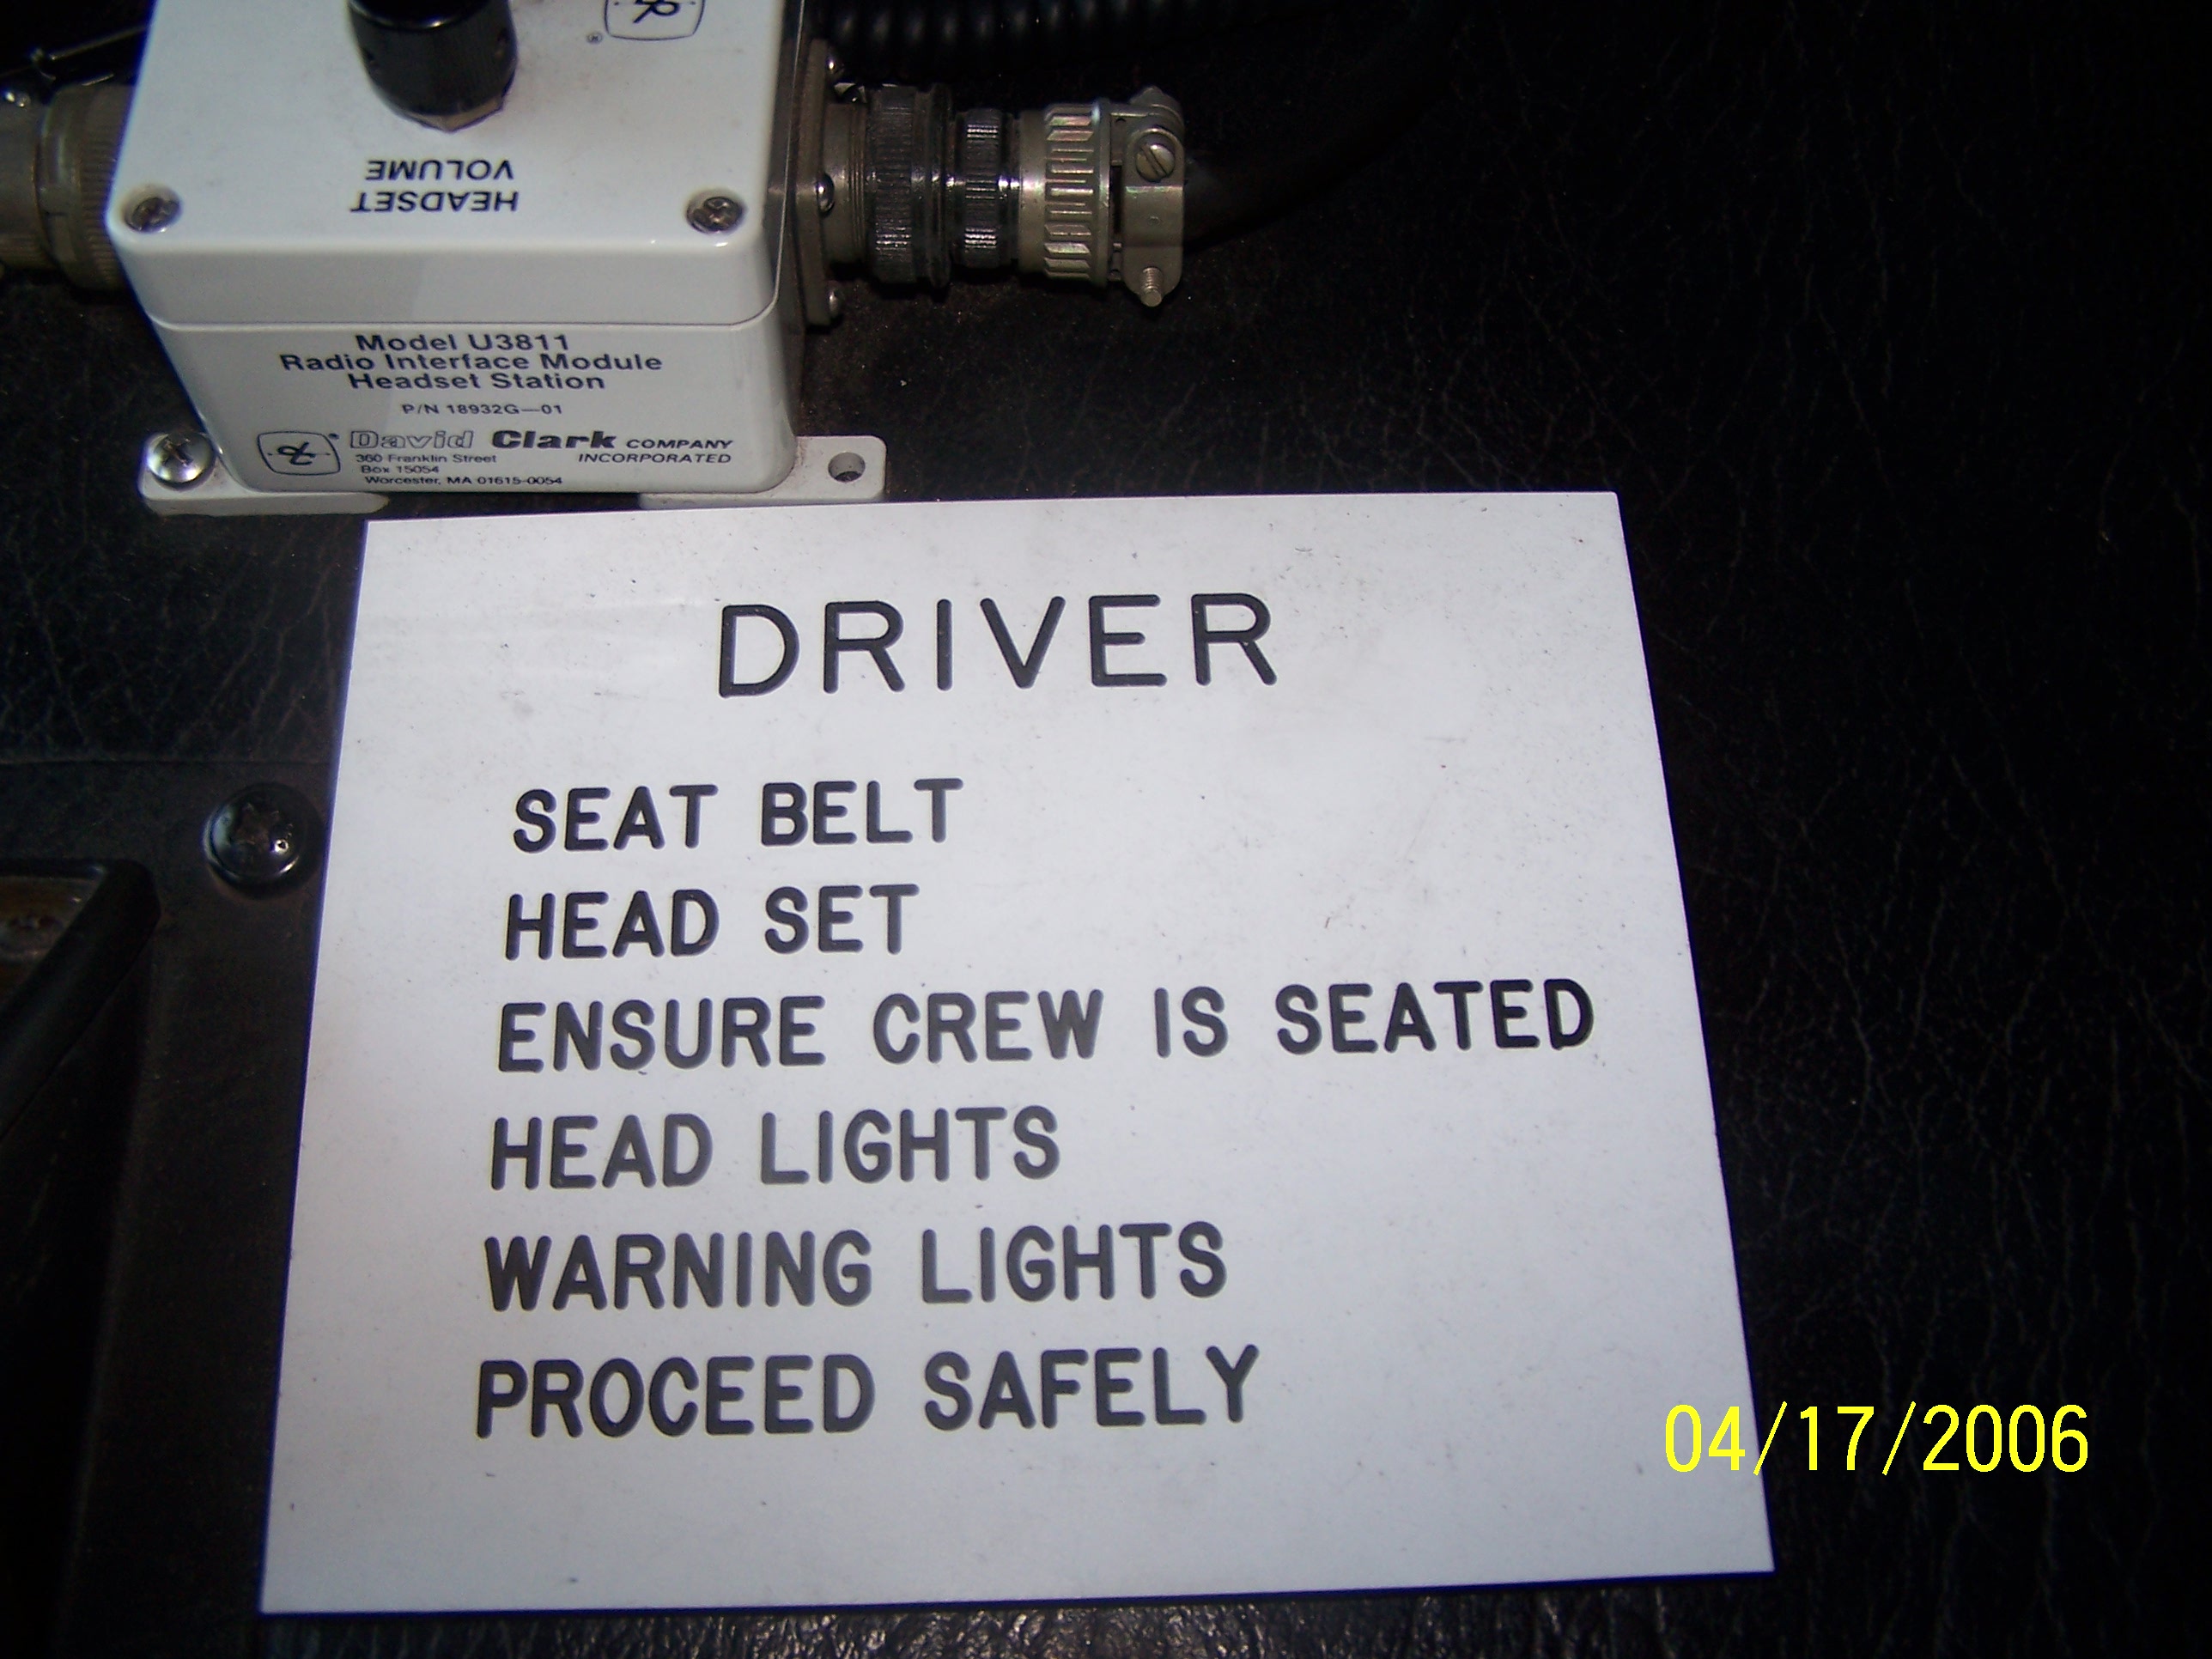 HEADSET
VOLUME
Model U3811
Radio Interface Module
Headset Station
P/N 18932G—01
David Clark COMPANY
INCORPORATED
360 Franklin Street
Box 15054
Worcester, MA 01615-0054
DRIVER
SEAT BELT
HEAD SET
ENSURE CREW IS SEATED
HEAD LIGHTS
WARNING LIGHTS
PROCEED SAFELY
04/17/2006